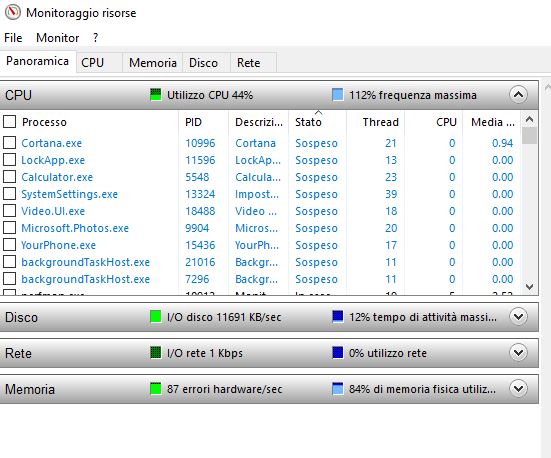 Monitoraggio risorse
File Monitor ?
Panoramica CPU Memoria Disco Rete
CPU Utilizzo CPU 44% 112% frequenza massima
Processo PID Descrizi... Stato Thread CPU Media ...
Cortana.exe 10996 Cortana Sospeso 21 0 0.94
LockApp.exe 11596 LockAp... Sospeso 13 0 0.00
Calculator.exe 5548 Calcula... Sospeso 23 0 0.00
SystemSettings.exe 13324 Impost... Sospeso 39 0 0.00
Video.UI.exe 18488 Video ... Sospeso 18 0 0.00
Microsoft.Photos.exe 9904 Micros... Sospeso 20 0 0.00
YourPhone.exe 15436 YourPh... Sospeso 17 0 0.00
backgroundTaskHost.exe 21016 Backgr... Sospeso 11 0 0.00
backgroundTaskHost.exe 7296 Backgr... Sospeso 11 0 0.00
Disco I/O disco 11691 KB/sec 12% tempo di attività massi...
Rete I/O rete 1 Kbps 0% utilizzo rete
Memoria 87 errori hardware/sec 84% di memoria fisica utiliz...